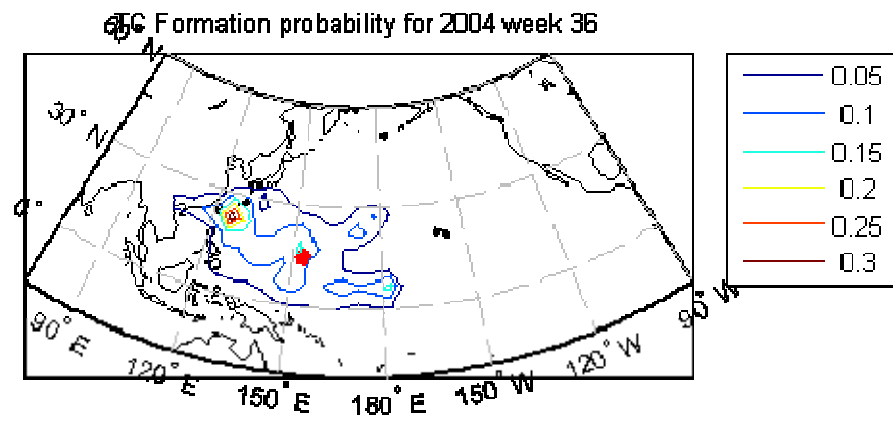 TC Formation probability for 2004 week 36
60° N
30° N
0°
90° E
120° E
150° E
180° E
150° W
120° W
90° W
0.05
0.1
0.15
0.2
0.25
0.3